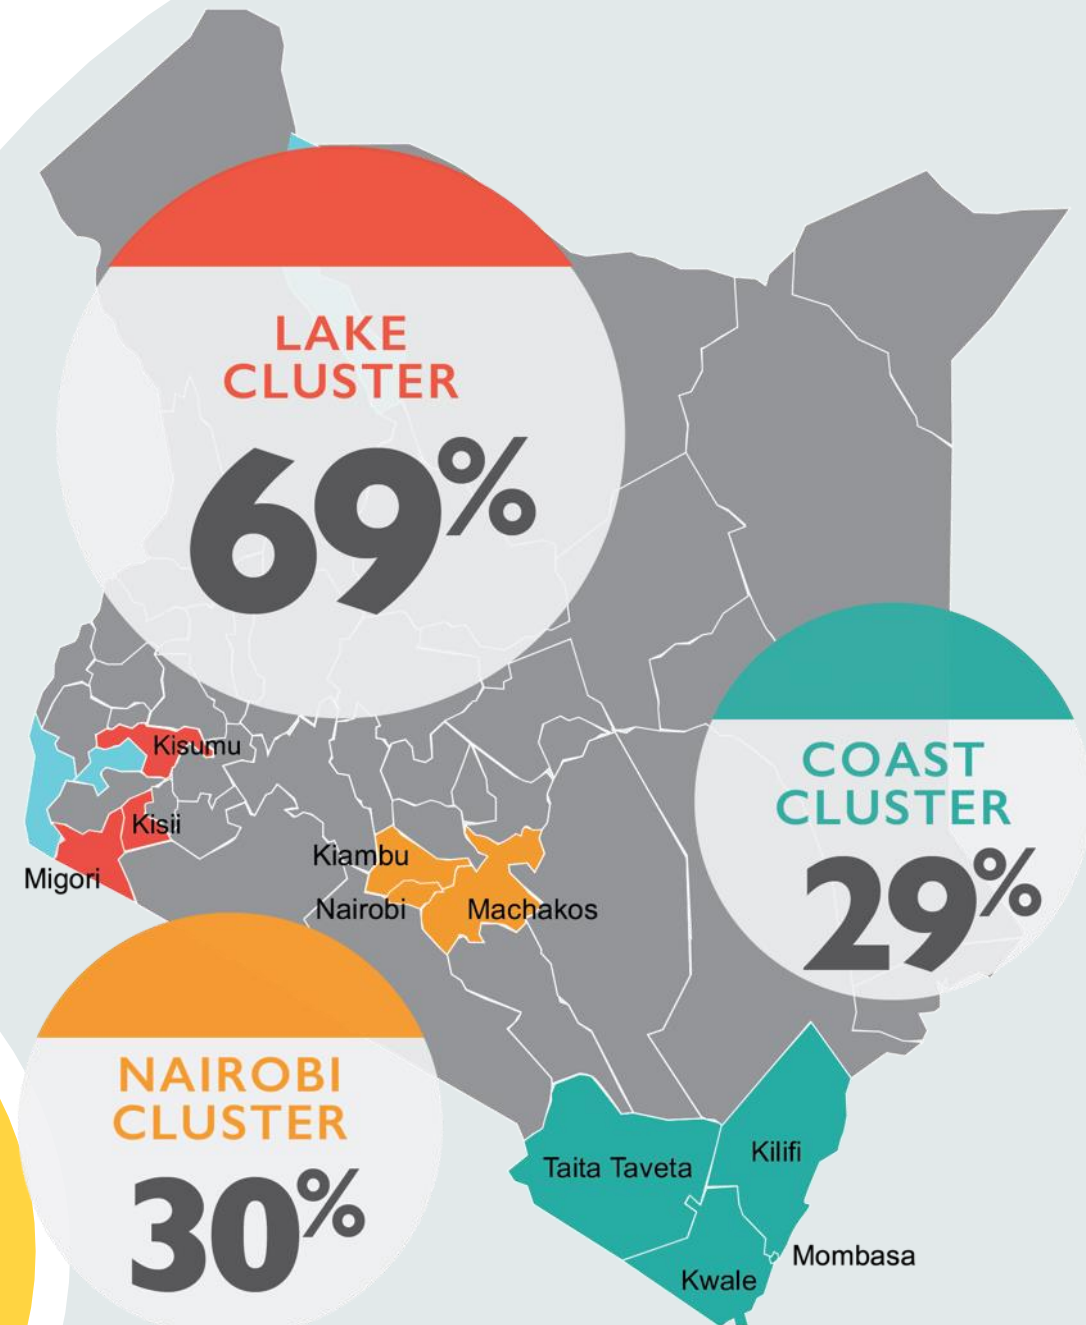 LAKE
CLUSTER
69%
COAST
CLUSTER
29%
Kisumu
Kisii
Migori
Kiambu
Nairobi
Machakos
NAIROBI
CLUSTER
30%
Taita Taveta
Kilifi
Mombasa
Kwale